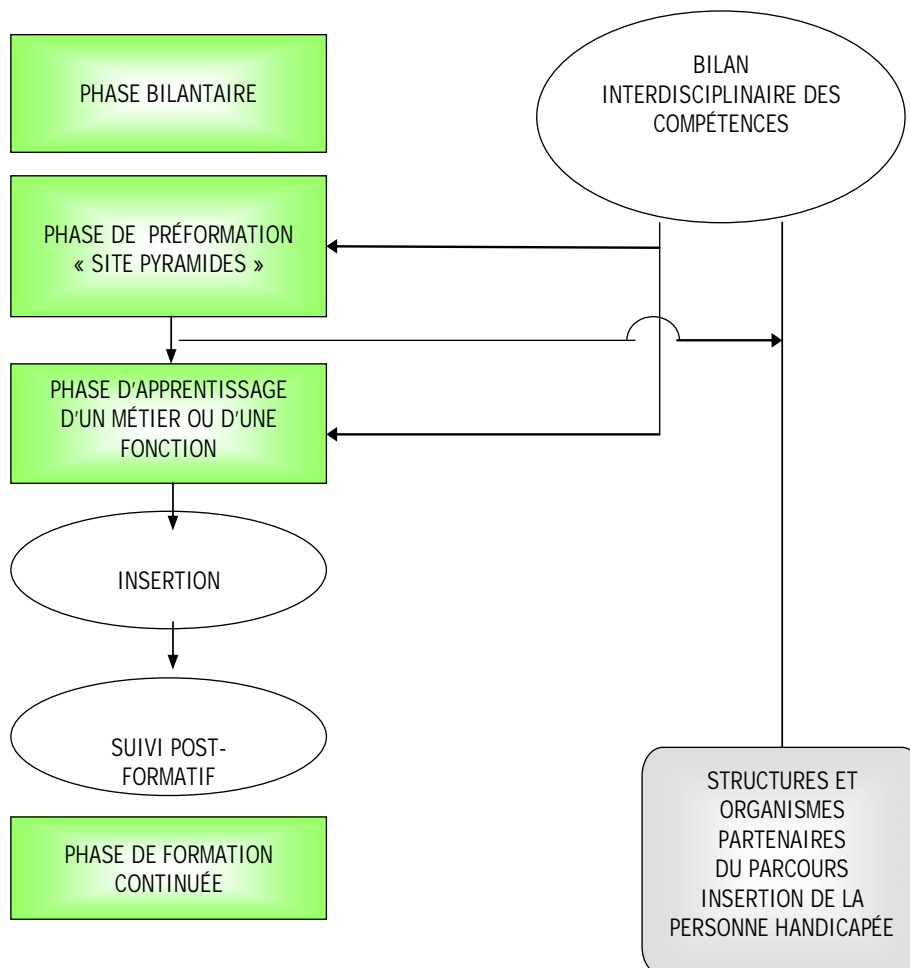 PHASE BILANTAIRE
BILAN
INTERDISCIPLINAIRE DES
COMPÉTENCES
PHASE DE PRÉFORMATION
« SITE PYRAMIDES »
PHASE D'APPRENTISSAGE
D'UN MÉTIER OU D'UNE
FONCTION
INSERTION
SUIVI POST-
FORMATIF
PHASE DE FORMATION
CONTINUÉE
STRUCTURES ET
ORGANISMES
PARTENAIRES
DU PARCOURS
INSERTION DE LA
PERSONNE HANDICAPÉE